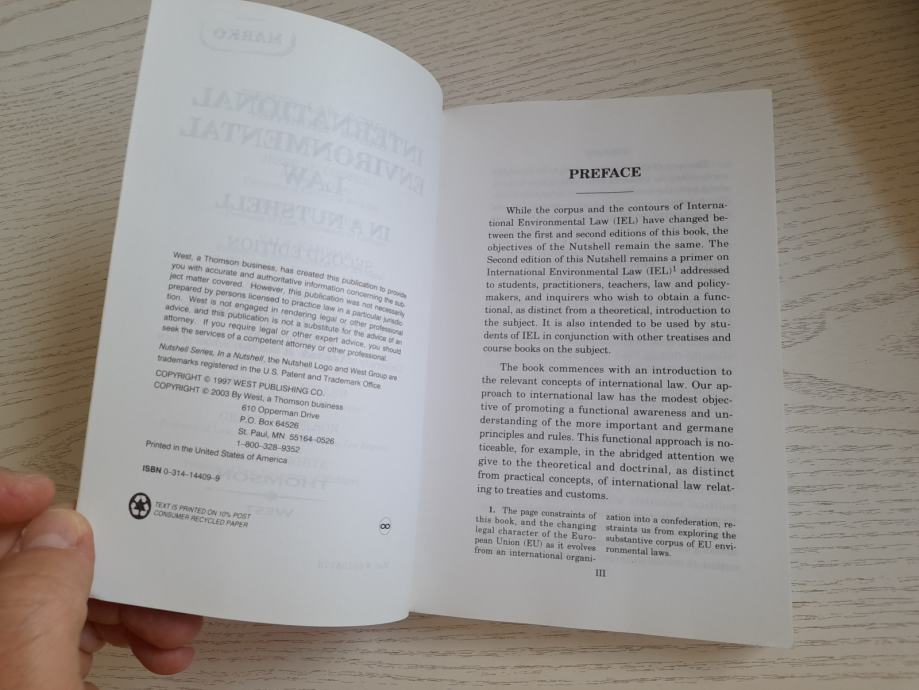 West, a Thomson business, has created this publication to provide
you with accurate and authoritative information concerning the sub-
ject matter covered. However, this publication was not necessarily
prepared by persons licensed to practice law in a particular jurisdic-
tion. West is not engaged in rendering legal or other professional
advice, and this publication is not a substitute for the advice of an
attorney. If you require legal or other expert advice, you should
seek the services of a competent attorney or other professional.
Nutshell Series, In a Nutshell, the Nutshell Logo and West Group are
trademarks registered in the U.S. Patent and Trademark Office.
COPYRIGHT © 1997 WEST PUBLISHING CO.
COPYRIGHT © 2003 By West, a Thomson business
610 Opperman Drive
P.O. Box 64526
St. Paul, MN 55164-0526
1-800-328-9352
Printed in the United States of America
ISBN 0-314-14409-9
TEXT IS PRINTED ON 10% POST
CONSUMER RECYCLED PAPER
PREFACE
While the corpus and the contours of Interna-
tional Environmental Law (IEL) have changed be-
tween the first and second editions of this book, the
objectives of the Nutshell remain the same. The
Second edition of this Nutshell remains a primer on
International Environmental Law (IEL)¹ addressed
to students, practitioners, teachers, law and policy-
makers, and inquirers who wish to obtain a func-
tional, as distinct from a theoretical, introduction to
the subject. It is also intended to be used by stu-
dents of IEL in conjunction with other treatises and
course books on the subject.
The book commences with an introduction to
the relevant concepts of international law. Our ap-
proach to international law has the modest objec-
tive of promoting a functional awareness and un-
derstanding of the more important and germane
principles and rules. This functional approach is no-
ticeable, for example, in the abridged attention we
give to the theoretical and doctrinal, as distinct
from practical concepts, of international law relat-
ing to treaties and customs.
1. The page constraints of
this book, and the changing
legal character of the Euro-
pean Union (EU) as it evolves
from an international organi-
zation into a confederation, re-
straints us from exploring the
substantive corpus of EU envi-
ronmental laws.
III